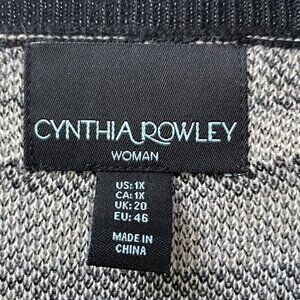 CYNTHIA ROWLEY
WOMAN
US: 1X
CA: 1X
UK: 20
EU: 46
MADE IN
CHINA